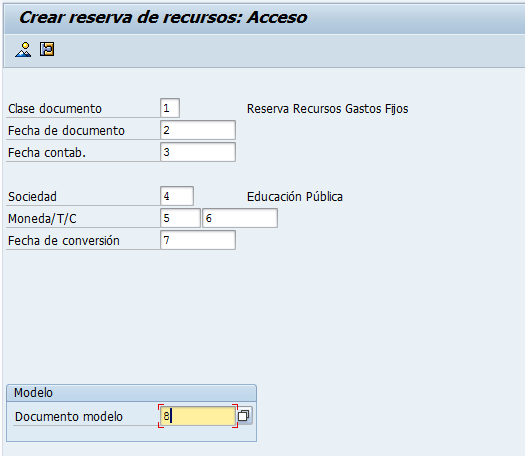 Crear reserva de recursos: Acceso
Clase documento 1 Reserva Recursos Gastos Fijos
Fecha de documento 2
Fecha contab. 3
Sociedad 4 Educación Pública
Moneda/T/C 5 6
Fecha de conversión 7
Modelo
Documento modelo 8